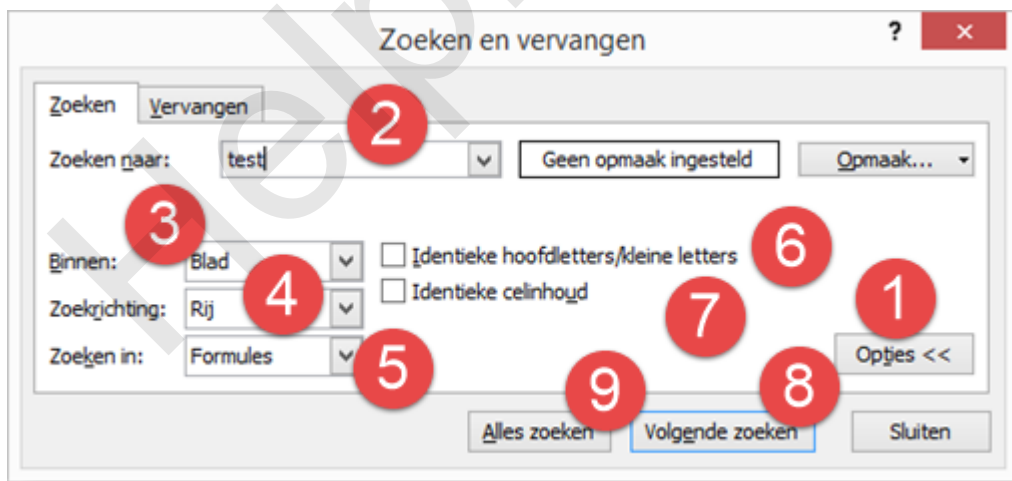 Help
Zoeken en vervangen ? ×
Zoeken Vervangen
2
Zoeken naar: test Geen opmaak ingesteld Opmaak...
3
6
Binnen: Blad Identieke hoofdletters/kleine letters
4
1
Zoekrichting: Rij Identieke celinhoud
7
Zoeken in: Formules Opties <<
5
9
8
Alles zoeken Volgende zoeken Sluiten